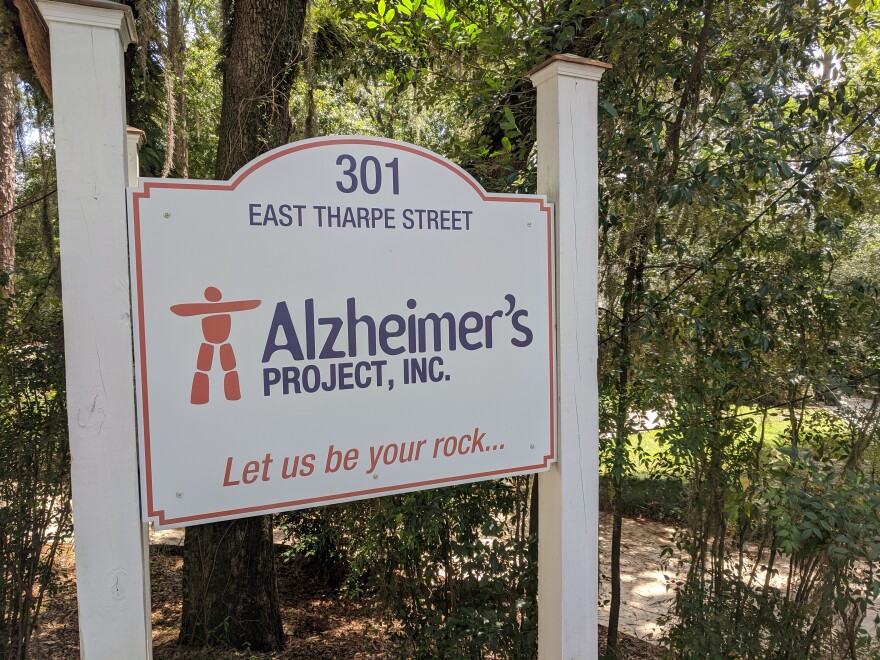 301
EAST THARPE STREET
Alzheimer's
PROJECT, INC.
Let us be your rock...